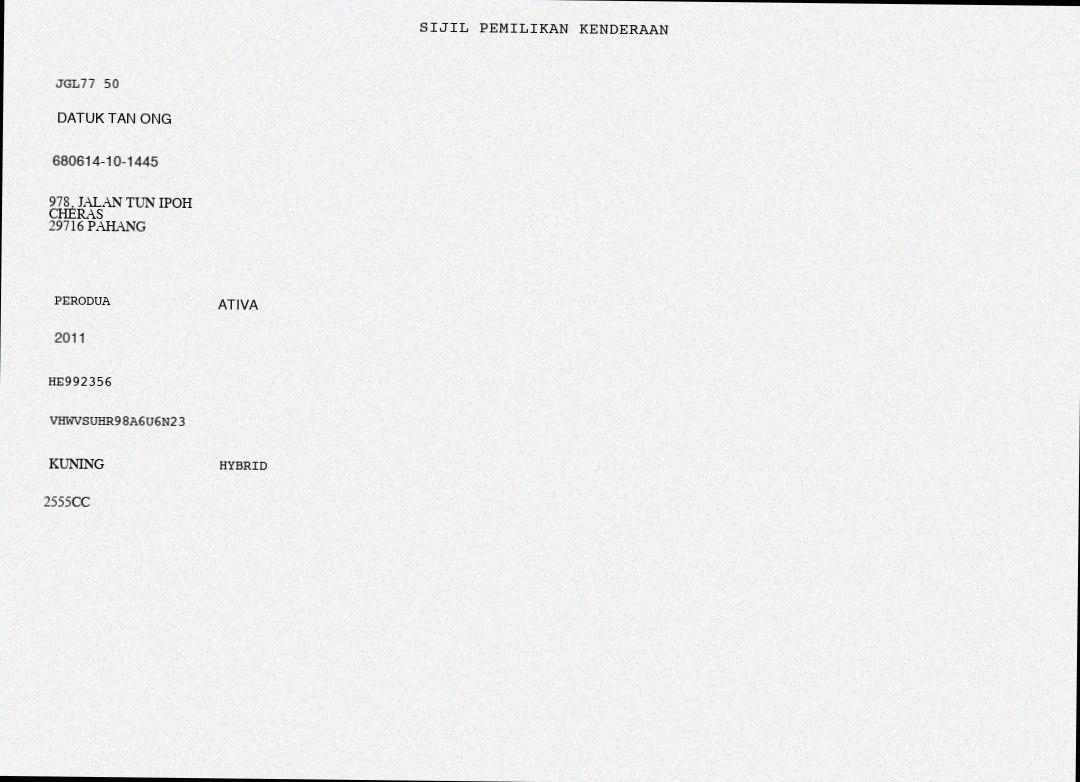 SIJIL PEMILIKAN KENDERAAN
JGL77 50
DATUK TAN ONG
680614-10-1445
978, JALAN TUN IPOH
CHERAS
29716 PAHANG
PERODUA ATIVA
2011
HE992356
VHWVSUHR98A6U6N23
KUNING HYBRID
2555CC